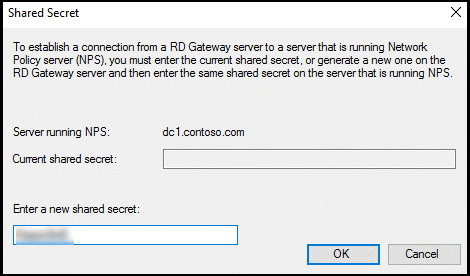 Shared Secret
To establish a connection from a RD Gateway server to a server that is running Network
Policy server (NPS), you must enter the current shared secret, or generate a new one on the
RD Gateway server and then enter the same shared secret on the server that is running NPS.
Server running NPS: dc1.contoso.com
Current shared secret:
Enter a new shared secret:
OK Cancel